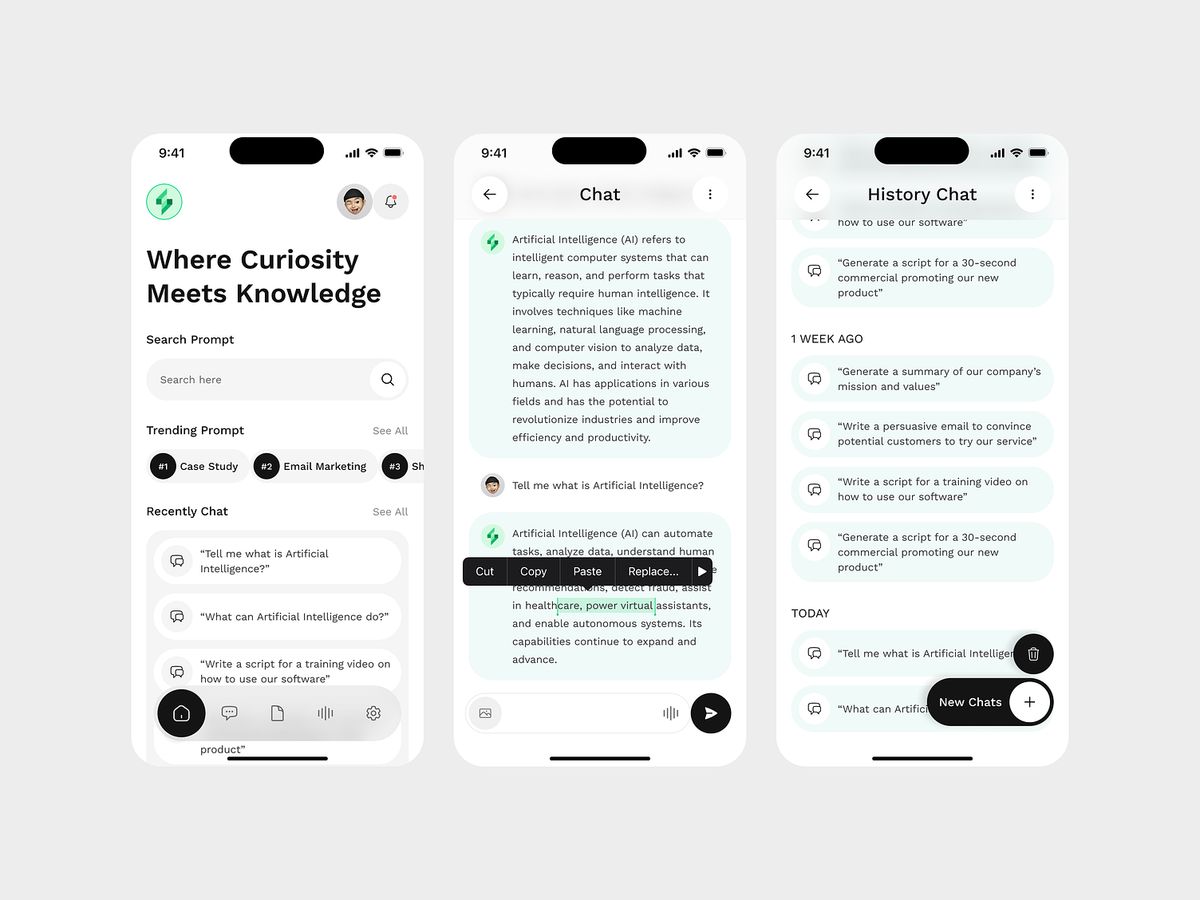 9:41
Where Curiosity
Meets Knowledge
Search Prompt
Search here
Trending Prompt
See All
#1 Case Study
#2 Email Marketing
#3 Sh
Recently Chat
See All
“Tell me what is Artificial
Intelligence?”
“What can Artificial Intelligence do?”
“Write a script for a training video on
how to use our software”
product”
9:41
Chat
Artificial Intelligence (AI) refers to
intelligent computer systems that can
learn, reason, and perform tasks that
typically require human intelligence. It
involves techniques like machine
learning, natural language processing,
and computer vision to analyze data,
make decisions, and interact with
humans. AI has applications in various
fields and has the potential to
revolutionize industries and improve
efficiency and productivity.
Tell me what is Artificial Intelligence?
Artificial Intelligence (AI) can automate
tasks, analyze data, understand human
Cut
Copy
Paste
Replace...
recommendations, detect fraud, assist
in healthcare, power virtual assistants,
and enable autonomous systems. Its
capabilities continue to expand and
advance.
9:41
History Chat
how to use our software”
“Generate a script for a 30-second
commercial promoting our new
product”
1 WEEK AGO
“Generate a summary of our company’s
mission and values”
“Write a persuasive email to convince
potential customers to try our service”
“Write a script for a training video on
how to use our software”
“Generate a script for a 30-second
commercial promoting our new
product”
TODAY
“Tell me what is Artificial Intelligen
“What can Artific
New Chats